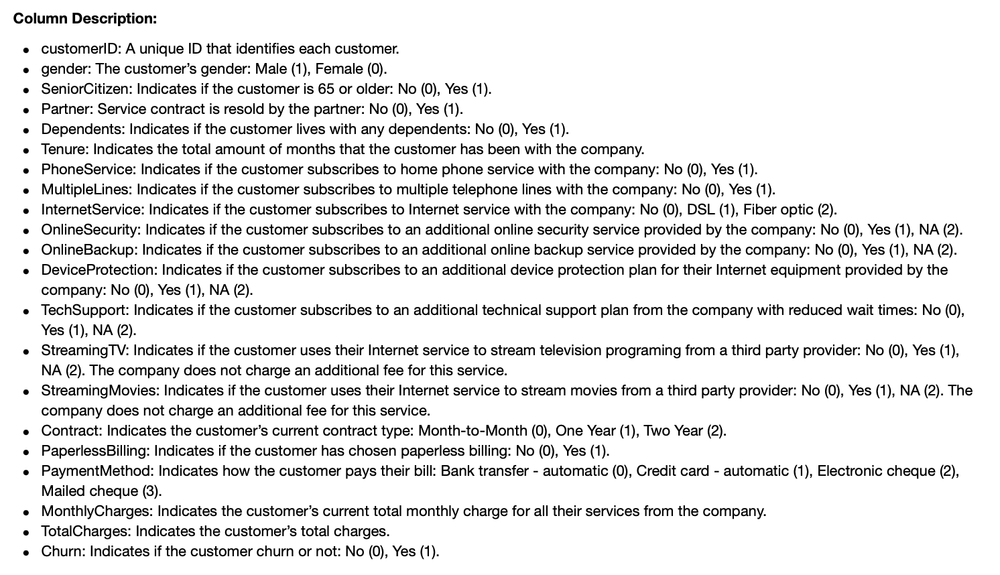 Column Description:
• customerID: A unique ID that identifies each customer.
• gender: The customer’s gender: Male (1), Female (0).
• SeniorCitizen: Indicates if the customer is 65 or older: No (0), Yes (1).
• Partner: Service contract is resold by the partner: No (0), Yes (1).
• Dependents: Indicates if the customer lives with any dependents: No (0), Yes (1).
• Tenure: Indicates the total amount of months that the customer has been with the company.
• PhoneService: Indicates if the customer subscribes to home phone service with the company: No (0), Yes (1).
• MultipleLines: Indicates if the customer subscribes to multiple telephone lines with the company: No (0), Yes (1).
• InternetService: Indicates if the customer subscribes to Internet service with the company: No (0), DSL (1), Fiber optic (2).
• OnlineSecurity: Indicates if the customer subscribes to an additional online security service provided by the company: No (0), Yes (1), NA (2).
• OnlineBackup: Indicates if the customer subscribes to an additional online backup service provided by the company: No (0), Yes (1), NA (2).
• DeviceProtection: Indicates if the customer subscribes to an additional device protection plan for their Internet equipment provided by the
company: No (0), Yes (1), NA (2).
• TechSupport: Indicates if the customer subscribes to an additional technical support plan from the company with reduced wait times: No (0),
Yes (1), NA (2).
• StreamingTV: Indicates if the customer uses their Internet service to stream television programing from a third party provider: No (0), Yes (1),
NA (2). The company does not charge an additional fee for this service.
• StreamingMovies: Indicates if the customer uses their Internet service to stream movies from a third party provider: No (0), Yes (1), NA (2). The
company does not charge an additional fee for this service.
• Contract: Indicates the customer’s current contract type: Month-to-Month (0), One Year (1), Two Year (2).
• PaperlessBilling: Indicates if the customer has chosen paperless billing: No (0), Yes (1).
• PaymentMethod: Indicates how the customer pays their bill: Bank transfer - automatic (0), Credit card - automatic (1), Electronic cheque (2),
Mailed cheque (3).
• MonthlyCharges: Indicates the customer’s current total monthly charge for all their services from the company.
• TotalCharges: Indicates the customer’s total charges.
• Churn: Indicates if the customer churn or not: No (0), Yes (1).